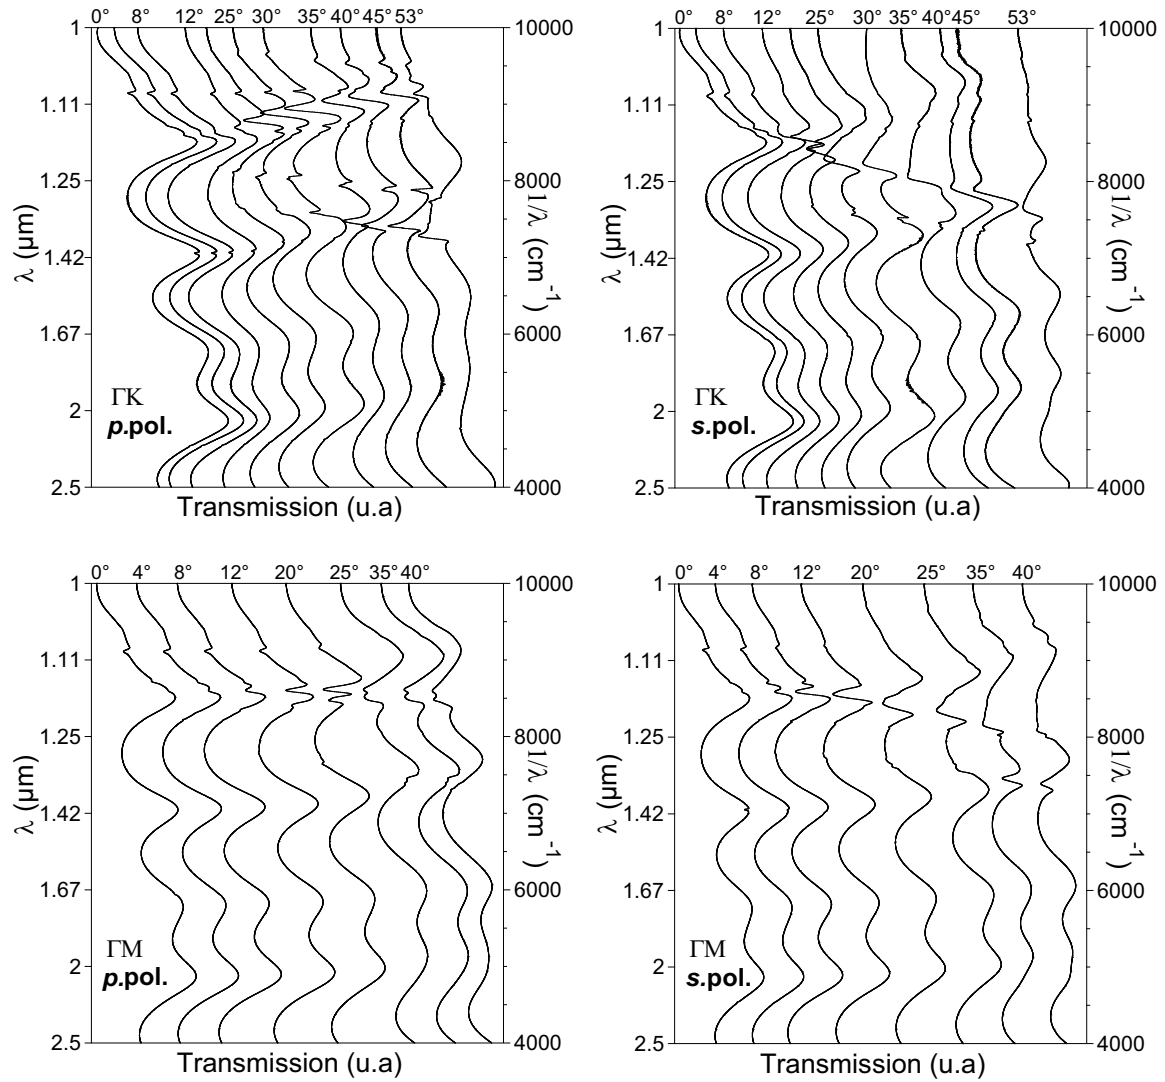 0° 8° 12° 25° 30° 35° 40° 45° 53°
1
1.11
1.25
1.42
1.67
2
2.5
λ (µm)
10000
8000
6000
4000
1/λ (cm⁻¹)
ΓK
p.pol.
Transmission (u.a)
0° 8° 12° 25° 30° 35° 40° 45° 53°
1
1.11
1.25
1.42
1.67
2
2.5
λ (µm)
10000
8000
6000
4000
1/λ (cm⁻¹)
ΓK
s.pol.
Transmission (u.a)
0° 4° 8° 12° 20° 25° 35° 40°
1
1.11
1.25
1.42
1.67
2
2.5
λ (µm)
10000
8000
6000
4000
1/λ (cm⁻¹)
ΓM
p.pol.
Transmission (u.a)
0° 4° 8° 12° 20° 25° 35° 40°
1
1.11
1.25
1.42
1.67
2
2.5
λ (µm)
10000
8000
6000
4000
1/λ (cm⁻¹)
ΓM
s.pol.
Transmission (u.a)